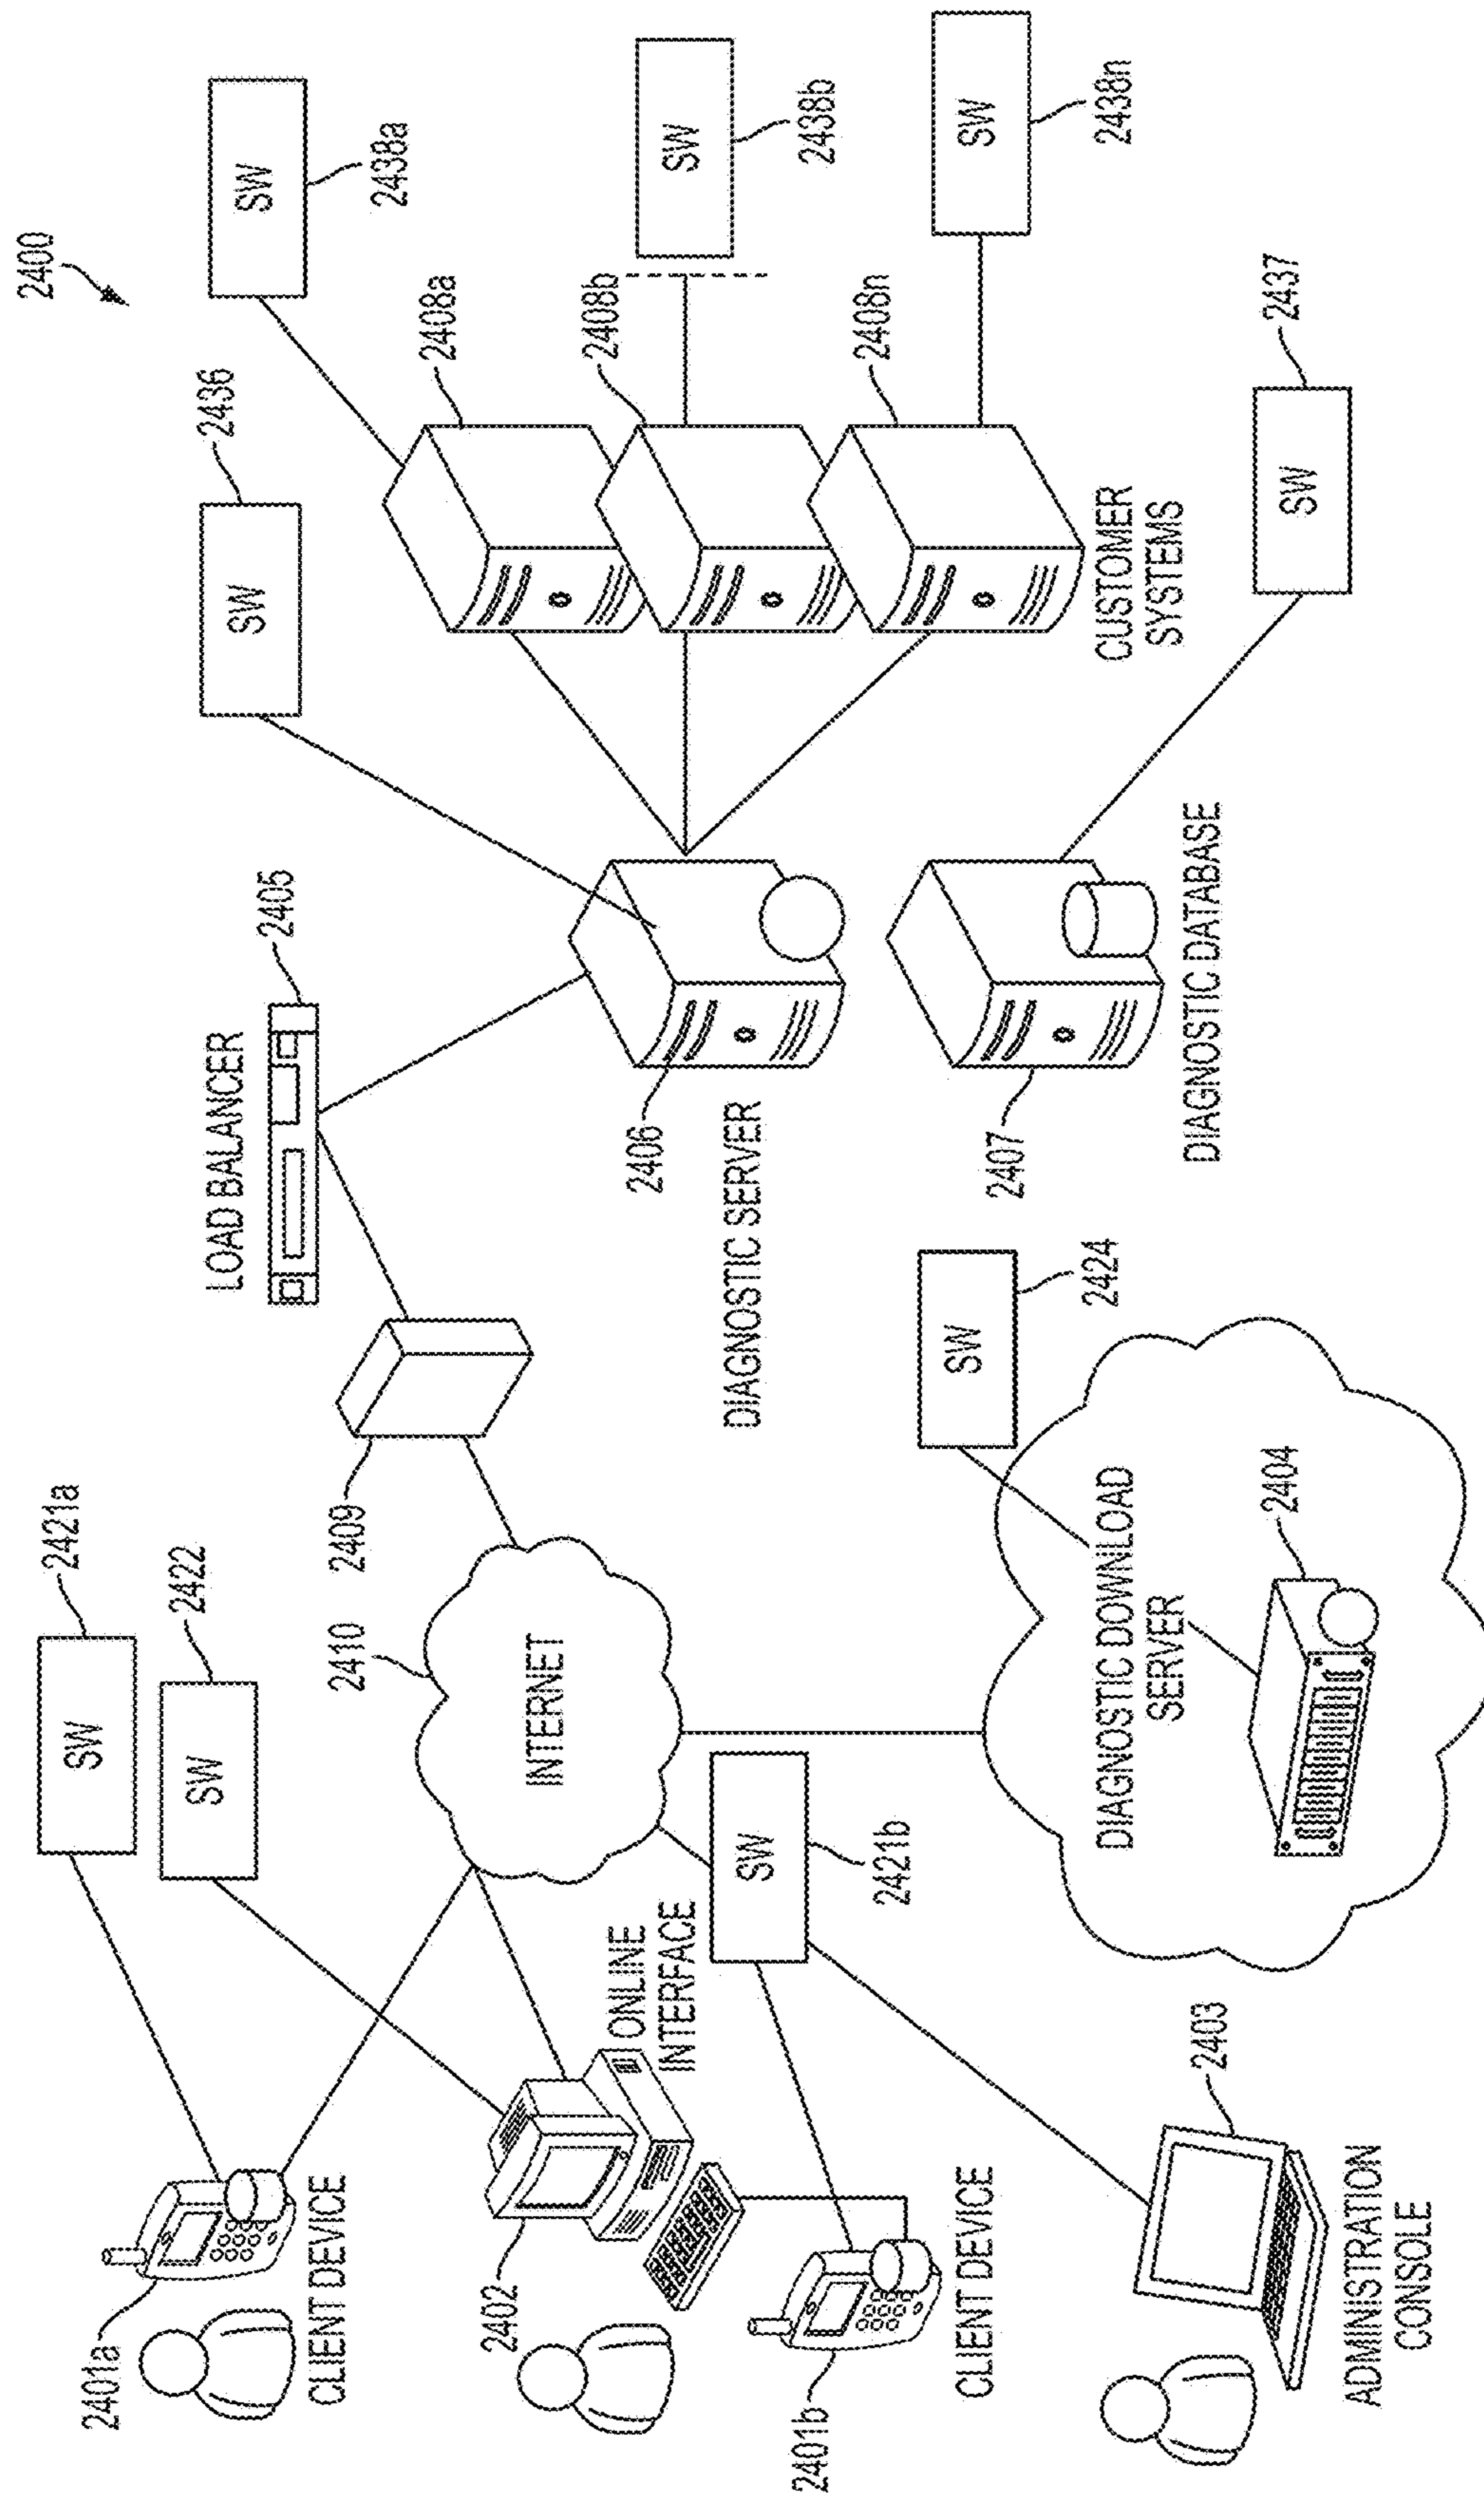 2400
SW
2421a
SW
2422
2401a
CLIENT DEVICE
2410
INTERNET
2409
LOAD BALANCER
2405
SW
2436
SW
2438a
2408a
2408b
2408n
SW
2438b
SW
2438n
CUSTOMER
SYSTEMS
2402
ONLINE
INTERFACE
SW
2421b
2401b
CLIENT DEVICE
2406
DIAGNOSTIC SERVER
2407
DIAGNOSTIC DATABASE
SW
2437
SW
2424
DIAGNOSTIC DOWNLOAD
SERVER
2404
2403
ADMINISTRATION
CONSOLE